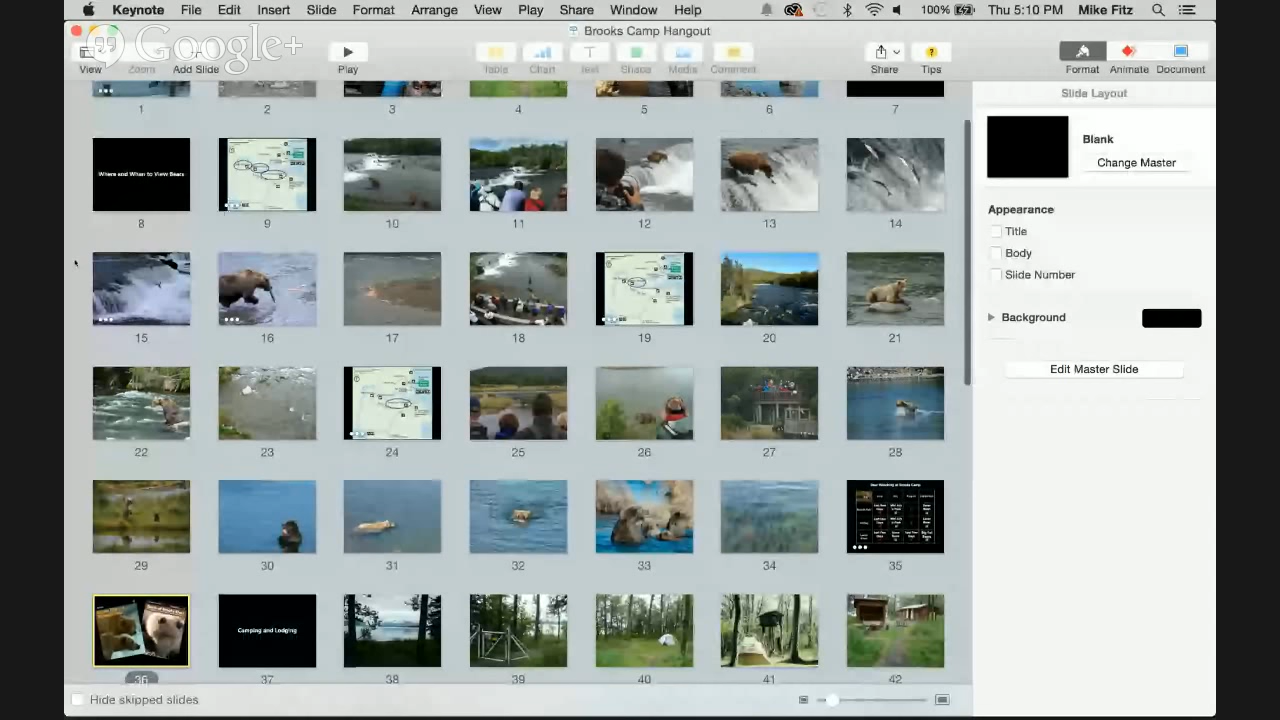 Keynote File Edit Insert Slide Format Arrange View Play Share Window Help 100% Thu 5:10 PM Mike Fitz
Google+
Brooks Camp Hangout
View Zoom Add Slide Play Table Chart Text Shape Media Comment Share Tips Format Animate Document
Slide Layout
1 2 3 4 5 6 7
Blank
Change Master
Where and When to View Bears
8 9 10 11 12 13 14
Appearance
Title
Body
Slide Number
Background
15 16 17 18 19 20 21
Edit Master Slide
22 23 24 25 26 27 28
Bear Watching at Brooks Camp
29 30 31 32 33 34 35
Camping and Lodging
36 37 38 39 40 41 42
Hide skipped slides